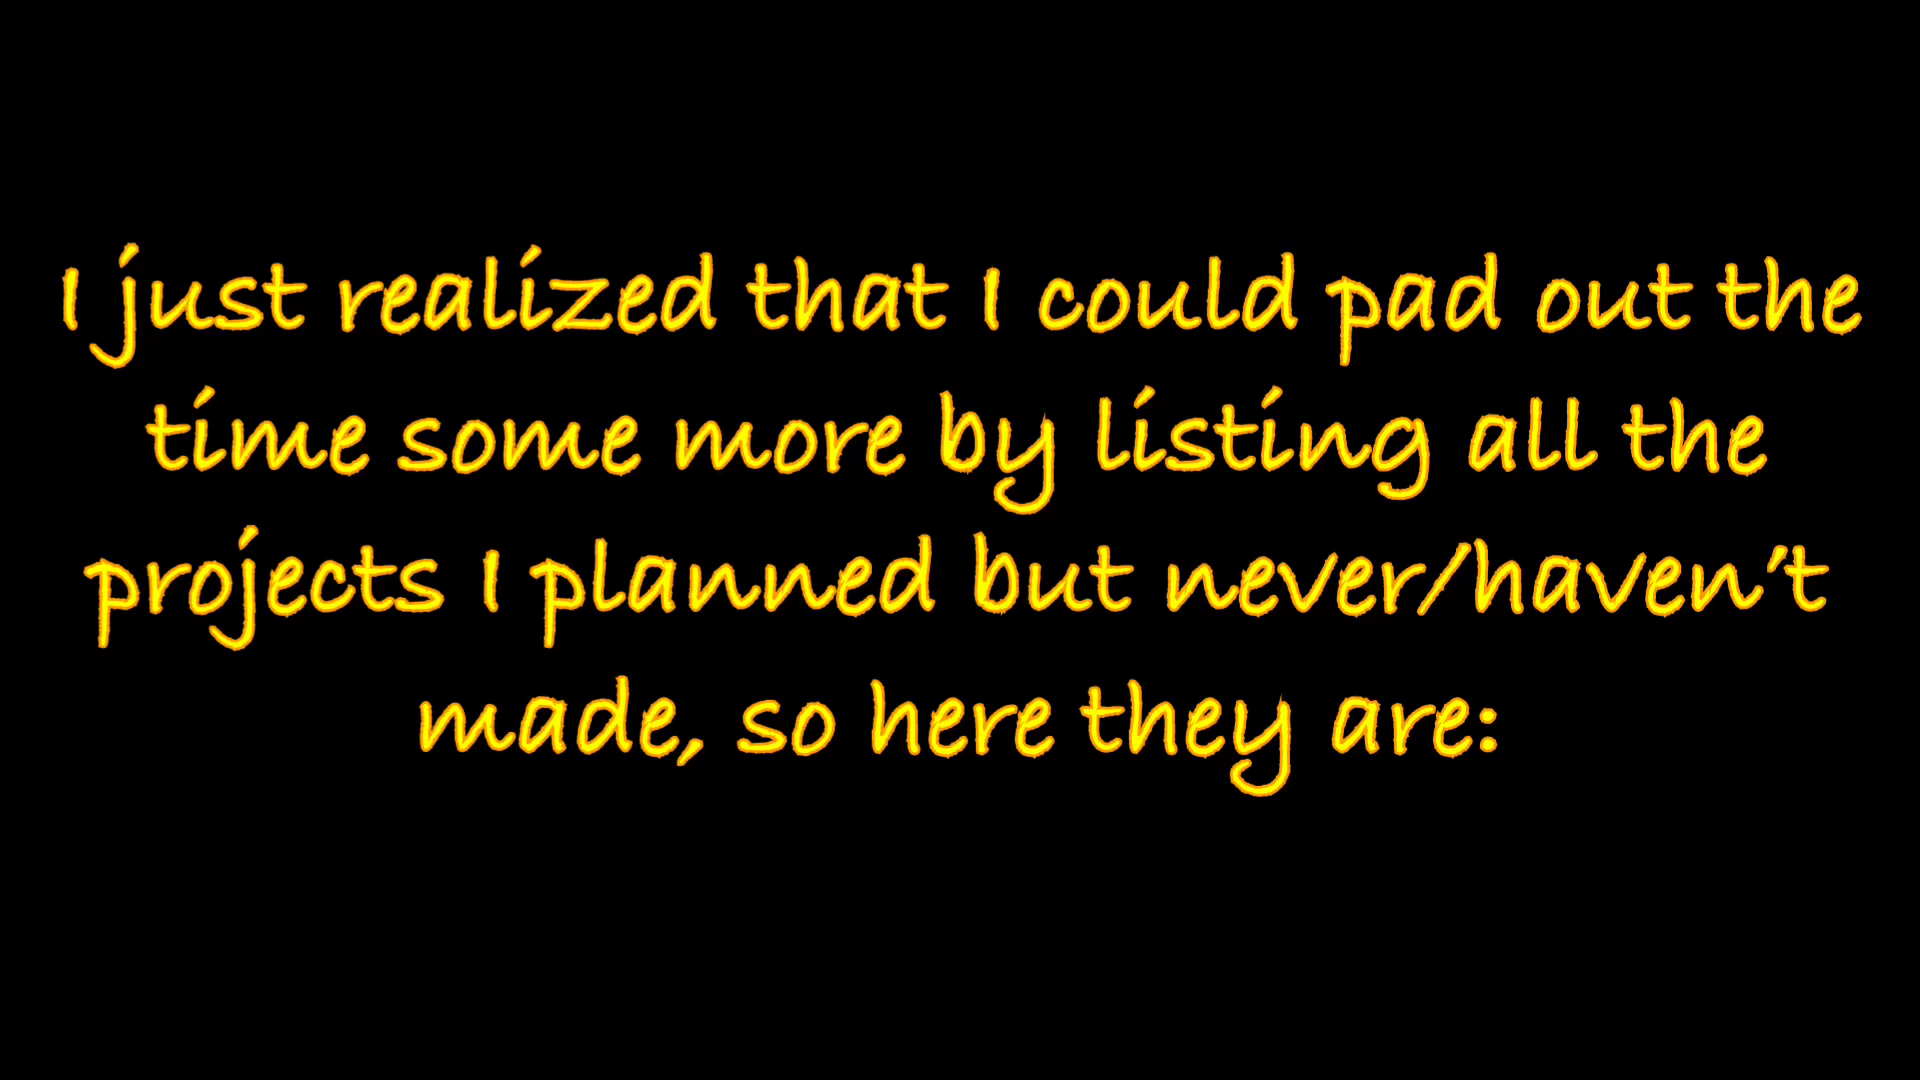 I just realized that I could pad out the
time some more by listing all the
projects I planned but never/haven't
made, so here they are: